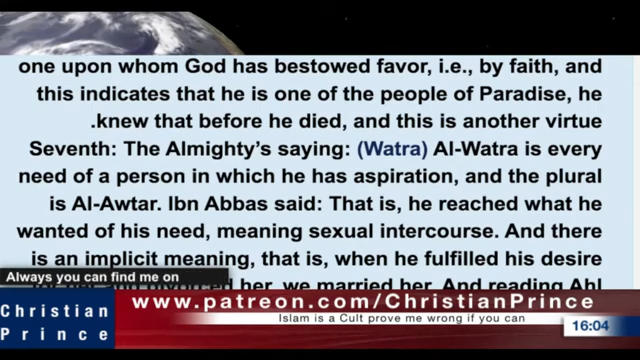 one upon whom God has bestowed favor, i.e., by faith, and
this indicates that he is one of the people of Paradise, he
.knew that before he died, and this is another virtue
Seventh: The Almighty's saying: (Watra) Al-Watra is every
need of a person in which he has aspiration, and the plural
is Al-Awtar. Ibn Abbas said: That is, he reached what he
wanted of his need, meaning sexual intercourse. And there
is an implicit meaning, that is, when he fulfilled his desire
for her and divorced her, we married her. And reading Ahl
Always you can find me on
www.patreon.com/ChristianPrince
Christian
Prince
Islam is a Cult prove me wrong if you can
16:04